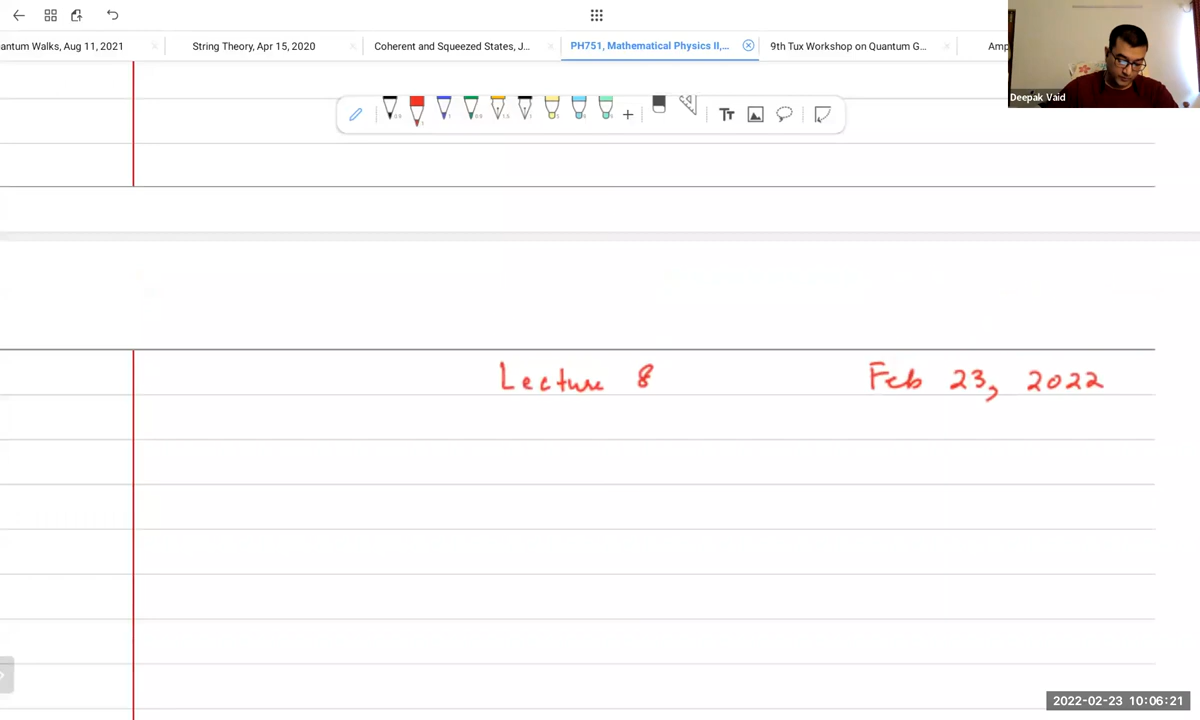 antum Walks, Aug 11, 2021 String Theory, Apr 15, 2020 Coherent and Squeezed States, J... PH751, Mathematical Physics II,... 9th Tux Workshop on Quantum G... Amp
Deepak Vaid
Tт
Lecture 8 Feb 23, 2022
2022-02-23 10:06:21